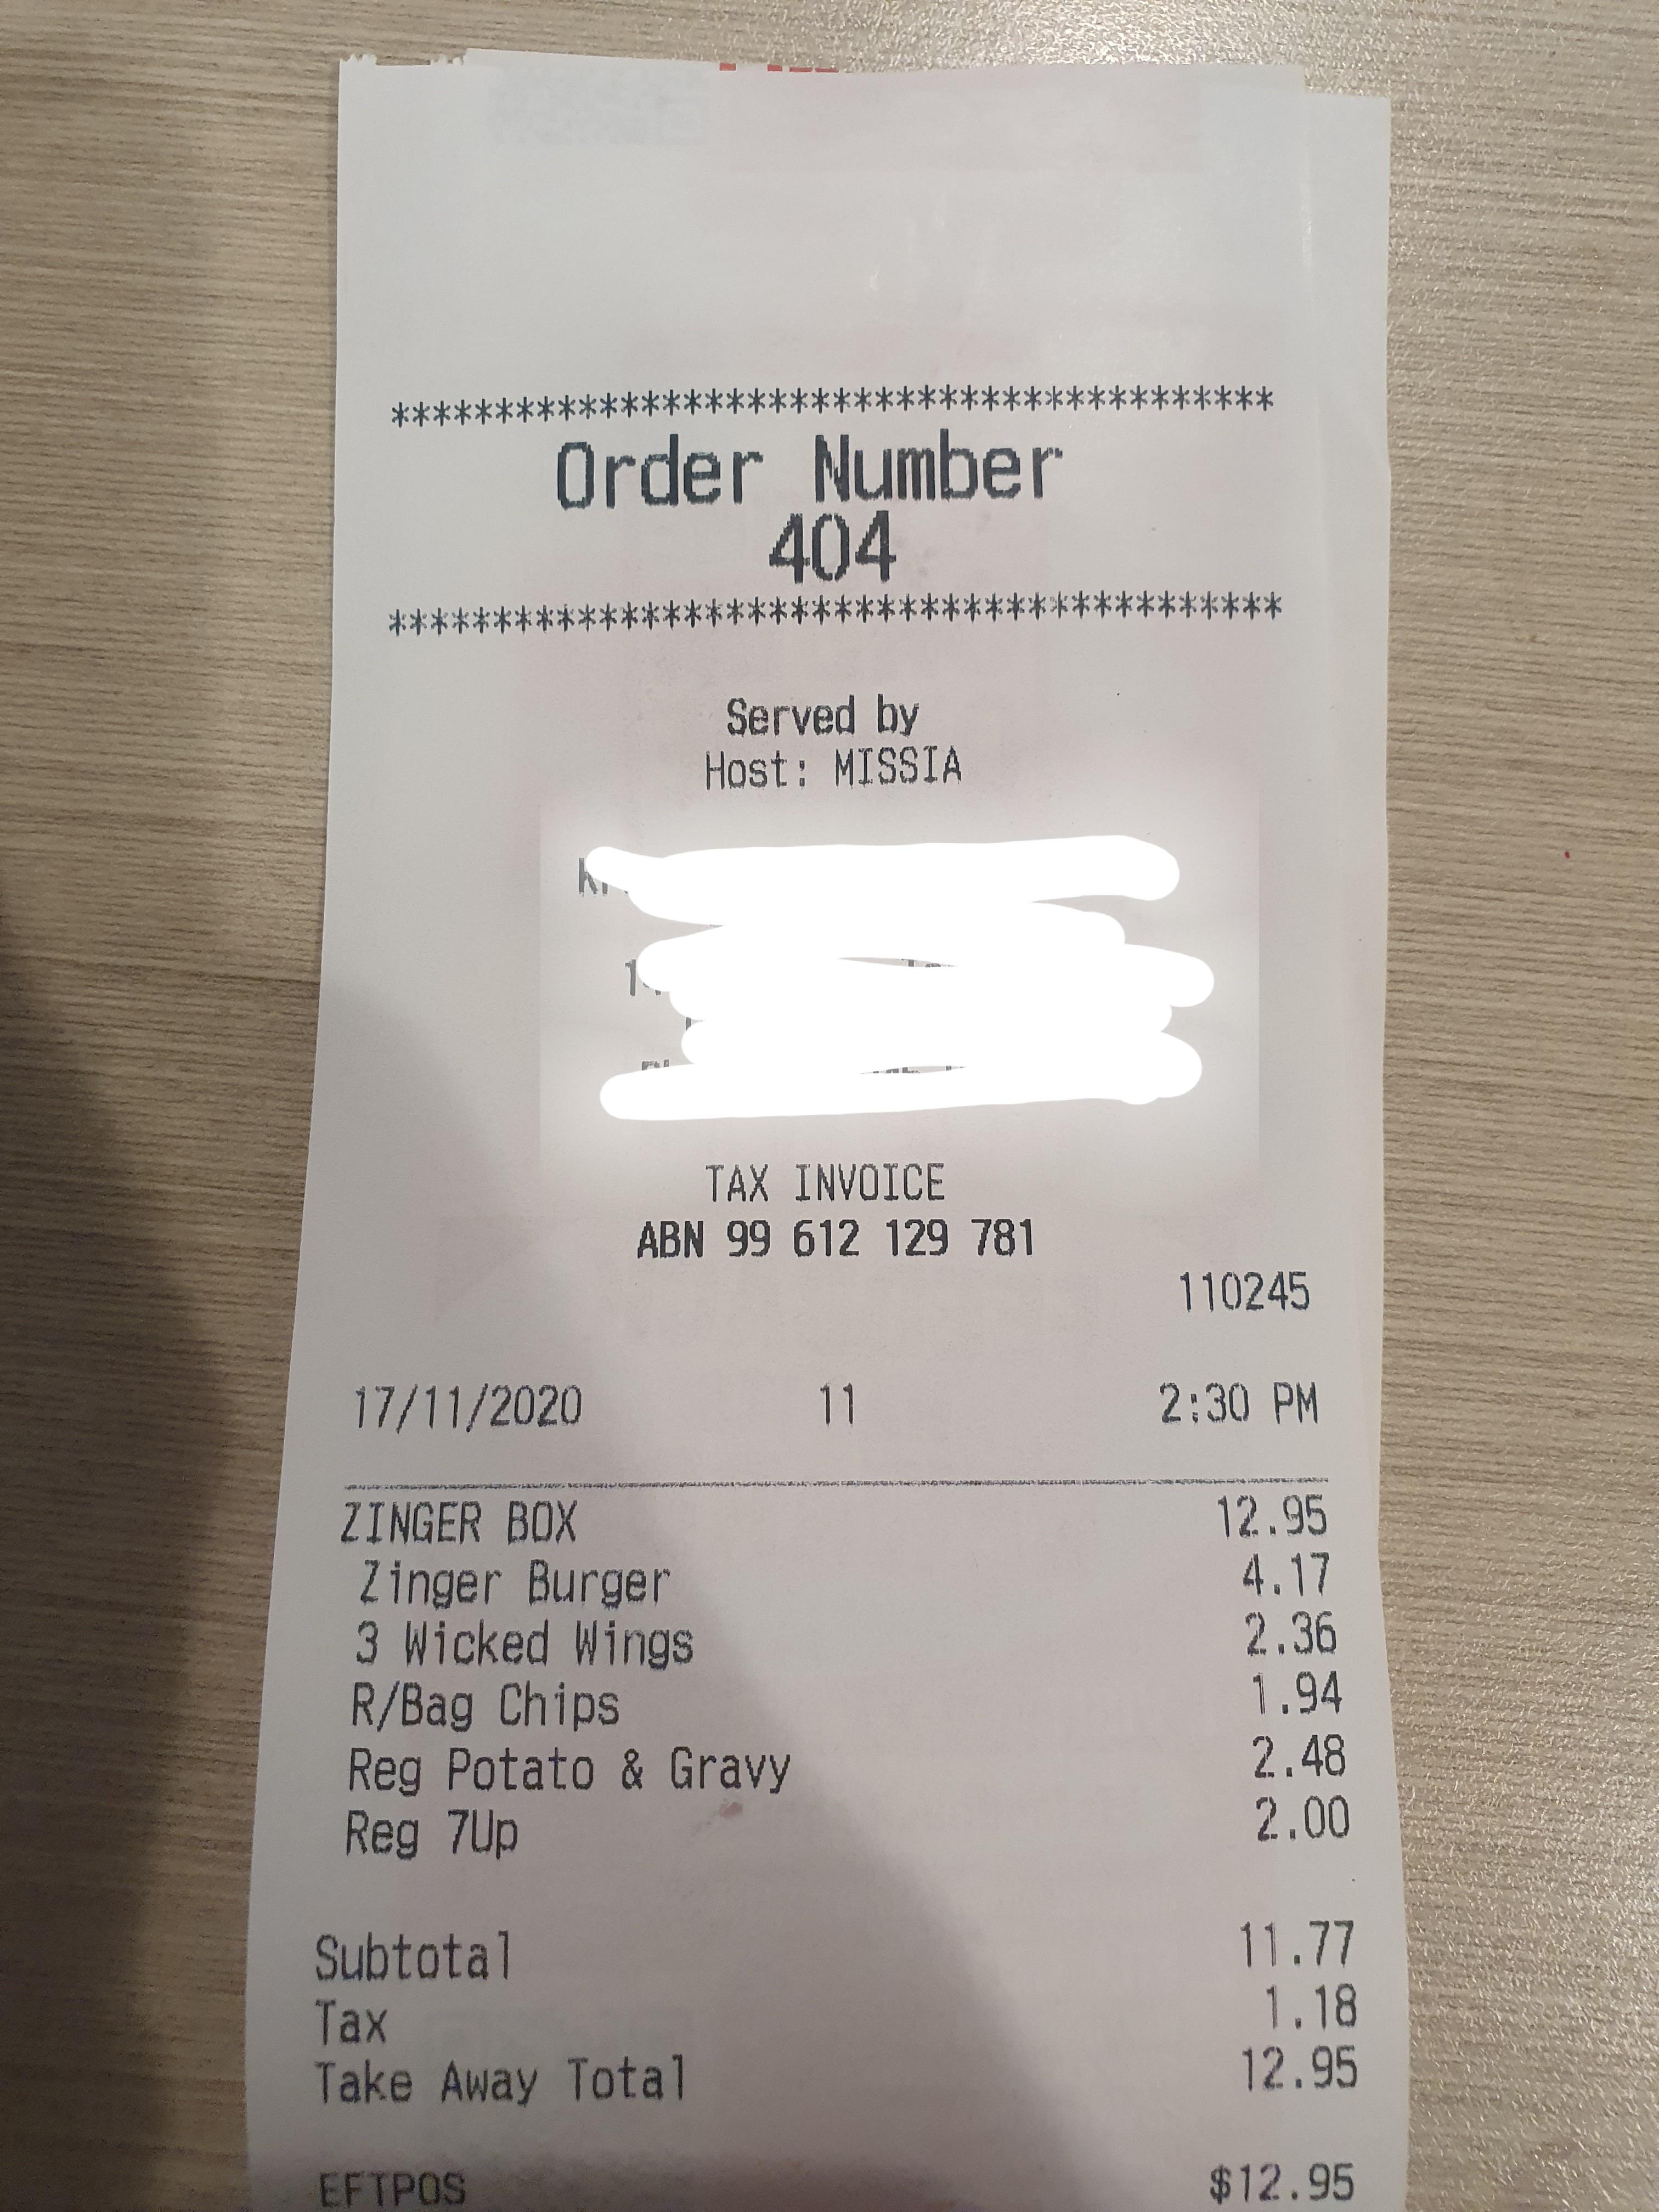 ****************************************
Order Number
404
****************************************
Served by
Host: MISSIA
TAX INVOICE
ABN 99 612 129 781
110245
17/11/2020 11 2:30 PM
ZINGER BOX 12.95
Zinger Burger 4.17
3 Wicked Wings 2.36
R/Bag Chips 1.94
Reg Potato & Gravy 2.48
Reg 7Up 2.00
Subtotal 11.77
Tax 1.18
Take Away Total 12.95
EFTPOS $12.95